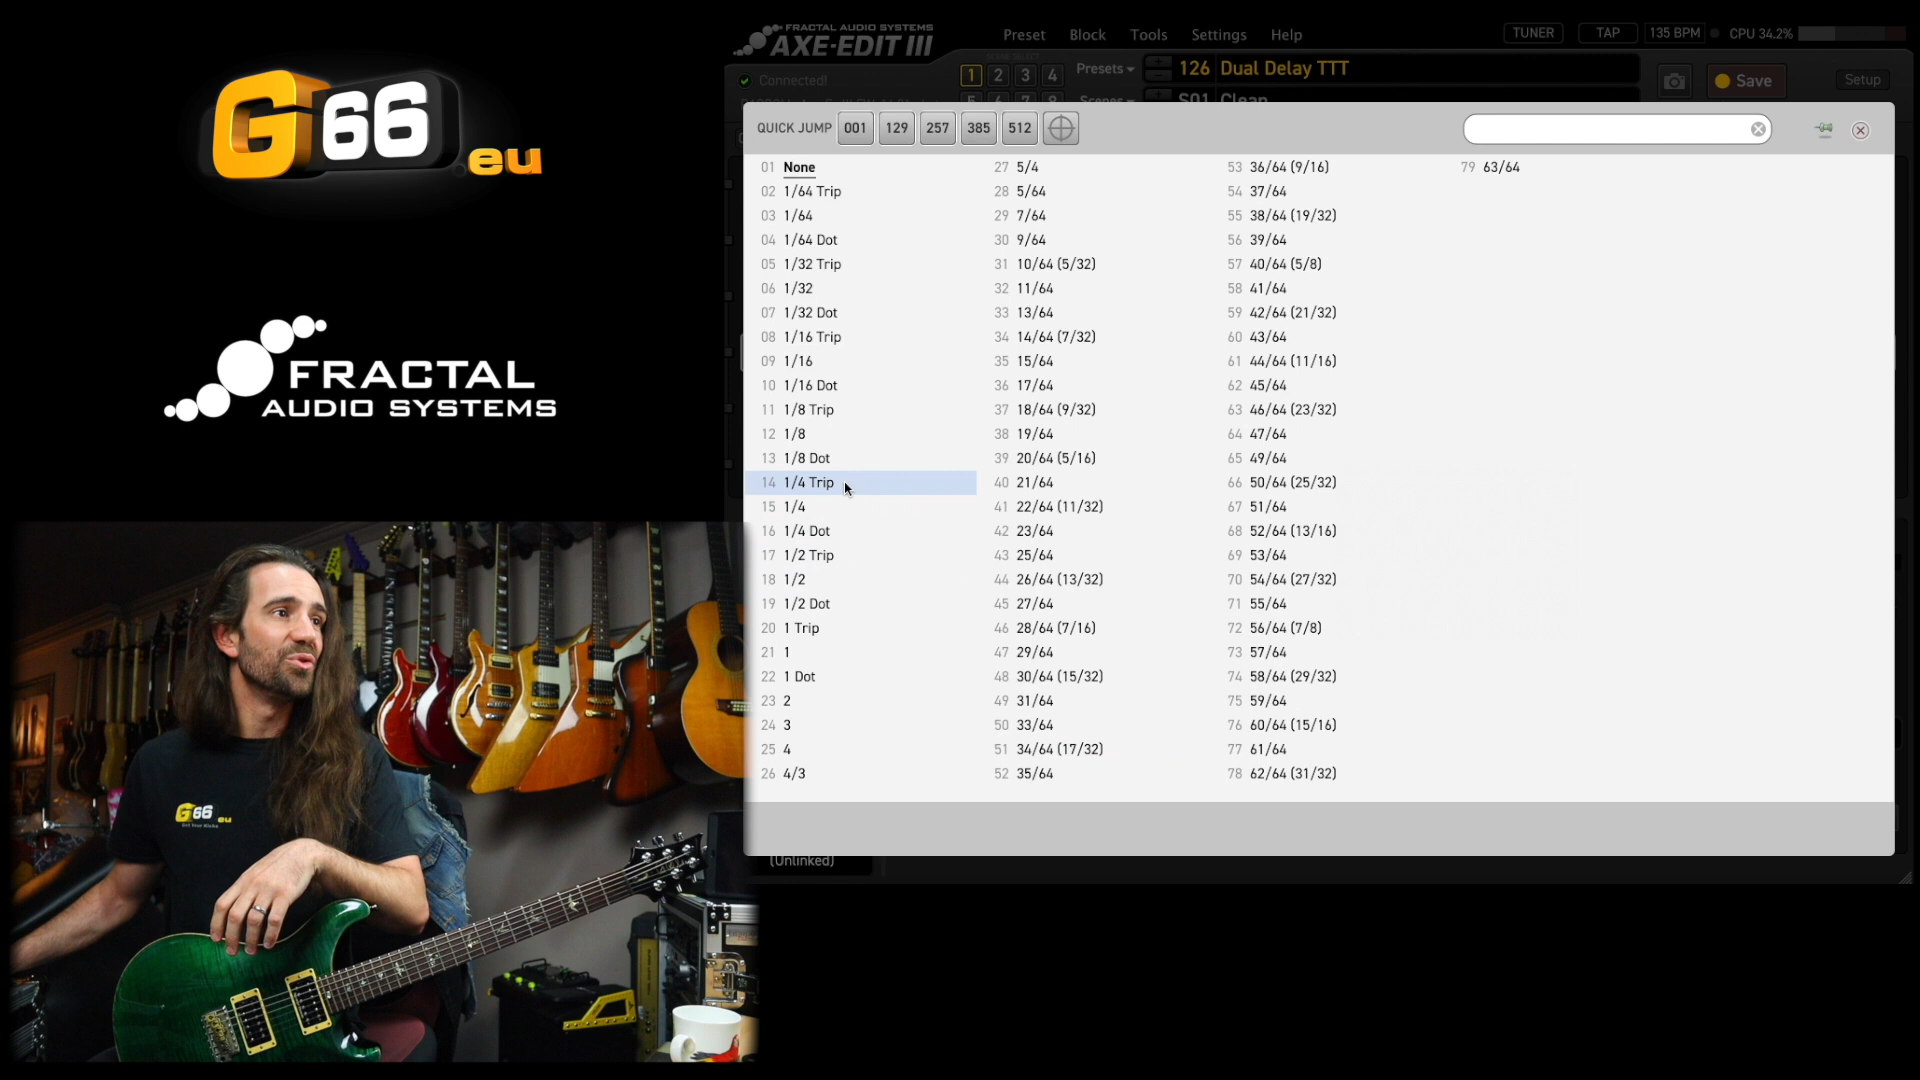 G66.eu
FRACTAL
AUDIO SYSTEMS
FRACTAL AUDIO SYSTEMS
AXE-EDIT III
Preset Block Tools Settings Help
TUNER TAP 135 BPM CPU 34.2%
Connected!
1 2 3 4
Presets
126 Dual Delay TTT
Save
Setup
Scenes
S01 Clean
QUICK JUMP 001 129 257 385 512
01 None
02 1/64 Trip
03 1/64
04 1/64 Dot
05 1/32 Trip
06 1/32
07 1/32 Dot
08 1/16 Trip
09 1/16
10 1/16 Dot
11 1/8 Trip
12 1/8
13 1/8 Dot
14 1/4 Trip
15 1/4
16 1/4 Dot
17 1/2 Trip
18 1/2
19 1/2 Dot
20 1 Trip
21 1
22 1 Dot
23 2
24 3
25 4
26 4/3
27 5/4
28 5/64
29 7/64
30 9/64
31 10/64 (5/32)
32 11/64
33 13/64
34 14/64 (7/32)
35 15/64
36 17/64
37 18/64 (9/32)
38 19/64
39 20/64 (5/16)
40 21/64
41 22/64 (11/32)
42 23/64
43 25/64
44 26/64 (13/32)
45 27/64
46 28/64 (7/16)
47 29/64
48 30/64 (15/32)
49 31/64
50 33/64
51 34/64 (17/32)
52 35/64
53 36/64 (9/16)
54 37/64
55 38/64 (19/32)
56 39/64
57 40/64 (5/8)
58 41/64
59 42/64 (21/32)
60 43/64
61 44/64 (11/16)
62 45/64
63 46/64 (23/32)
64 47/64
65 49/64
66 50/64 (25/32)
67 51/64
68 52/64 (13/16)
69 53/64
70 54/64 (27/32)
71 55/64
72 56/64 (7/8)
73 57/64
74 58/64 (29/32)
75 59/64
76 60/64 (15/16)
77 61/64
78 62/64 (31/32)
79 63/64
(Unlinked)
G66.eu
Get Your Kicks